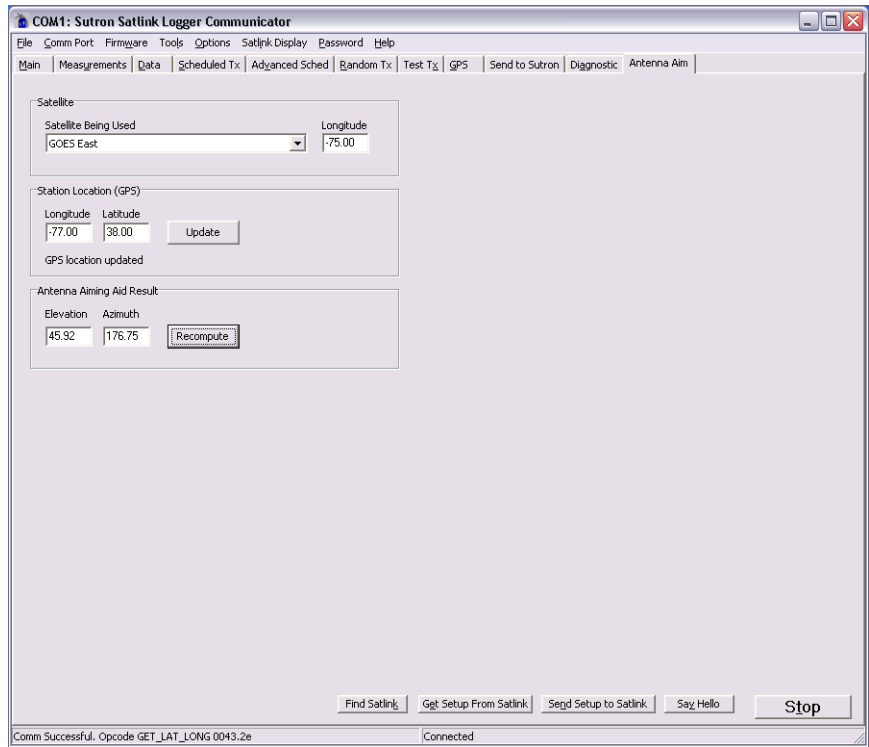 COM1: Sutron Satlink Logger Communicator
File Comm Port Firmware Tools Options Satlink Display Password Help
Main Measurements Data Scheduled Tx Advanced Sched Random Tx Test Tx GPS Send to Sutron Diagnostic Antenna Aim
Satellite
Satellite Being Used Longitude
GOES East -75.00
Station Location (GPS)
Longitude Latitude
-77.00 38.00 Update
GPS location updated
Antenna Aiming Aid Result
Elevation Azimuth
45.92 176.75 Recompute
Find Satlink Get Setup From Satlink Send Setup to Satlink Say Hello Stop
Comm Successful. Opcode GET_LAT_LONG 0043.2e Connected